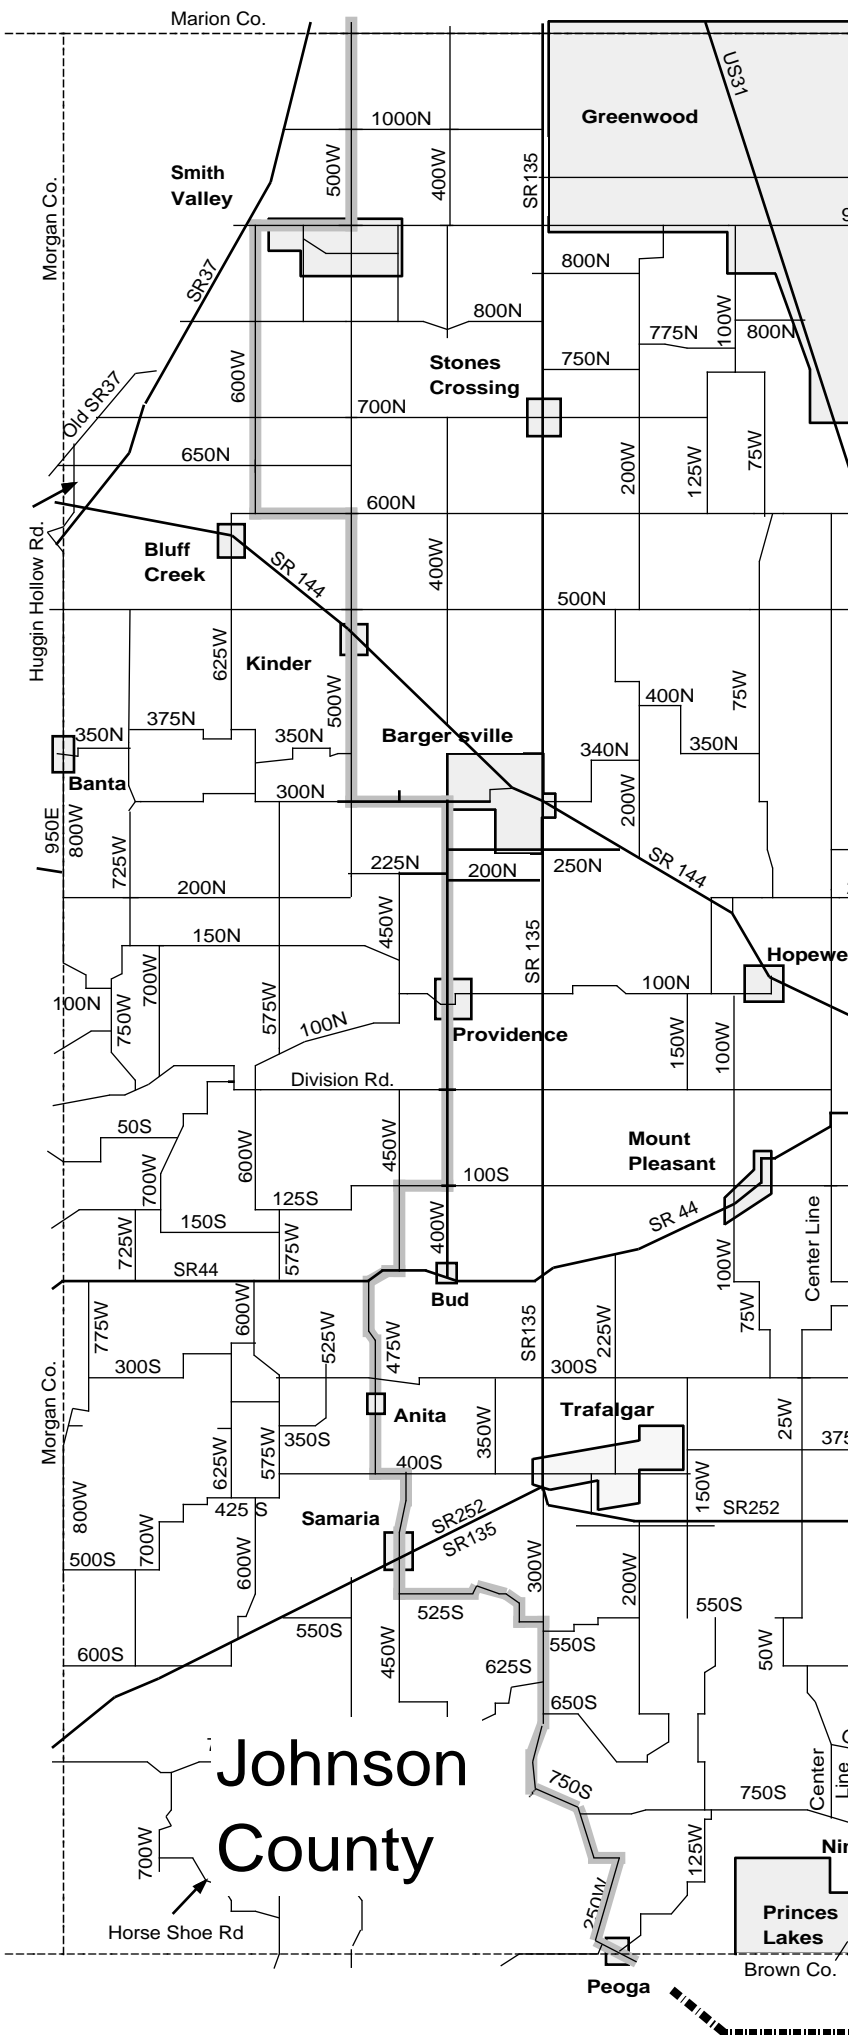 Marion Co.
US31
1000N
Greenwood
500W
400W
SR135
Smith
Valley
Morgan Co.
9
SR37
800N
800N
100W
775N
800N
Stones
Crossing
750N
600W
Old SR37
700N
650N
200W
125W
75W
600N
Bluff
Creek
SR 144
400W
Huggin Hollow Rd.
500N
625W
Kinder
75W
500W
400N
375N
350N
350N
Bargersville
340N
350N
Banta
300N
200W
950E
800W
725W
225N
200N
250N
SR 144
200N
450W
150N
SR 135
700W
Hopewe
100N
100N
750W
575W
100N
Providence
150W
100W
Division Rd.
50S
600W
450W
Mount
Pleasant
700W
100S
125S
150S
400W
SR 44
725W
575W
100W
Center Line
SR44
Bud
775W
600W
525W
475W
SR135
225W
75W
300S
300S
Morgan Co.
Anita
Trafalgar
25W
350S
350W
375
625W
575W
400S
150W
800W
425 S
Samaria
SR252
SR135
SR252
700W
500S
600W
300W
200W
525S
550S
550S
550S
50W
600S
450W
625S
650S
Johnson
County
750S
750S
Center
Line
700W
125W
Nin
250W
Horse Shoe Rd
Princes
Lakes
Brown Co.
Peoga